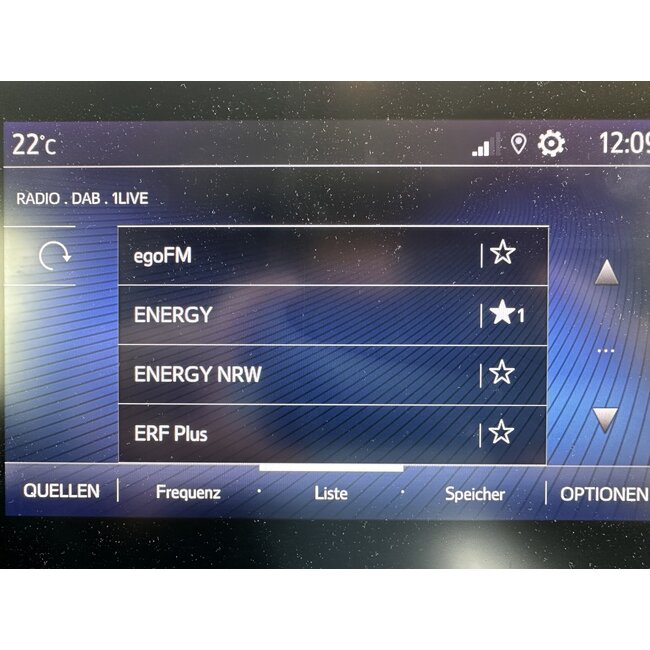 22°C 12:09
RADIO . DAB . 1LIVE
egoFM
ENERGY 1
ENERGY NRW
ERF Plus
QUELLEN Frequenz · Liste · Speicher OPTIONEN